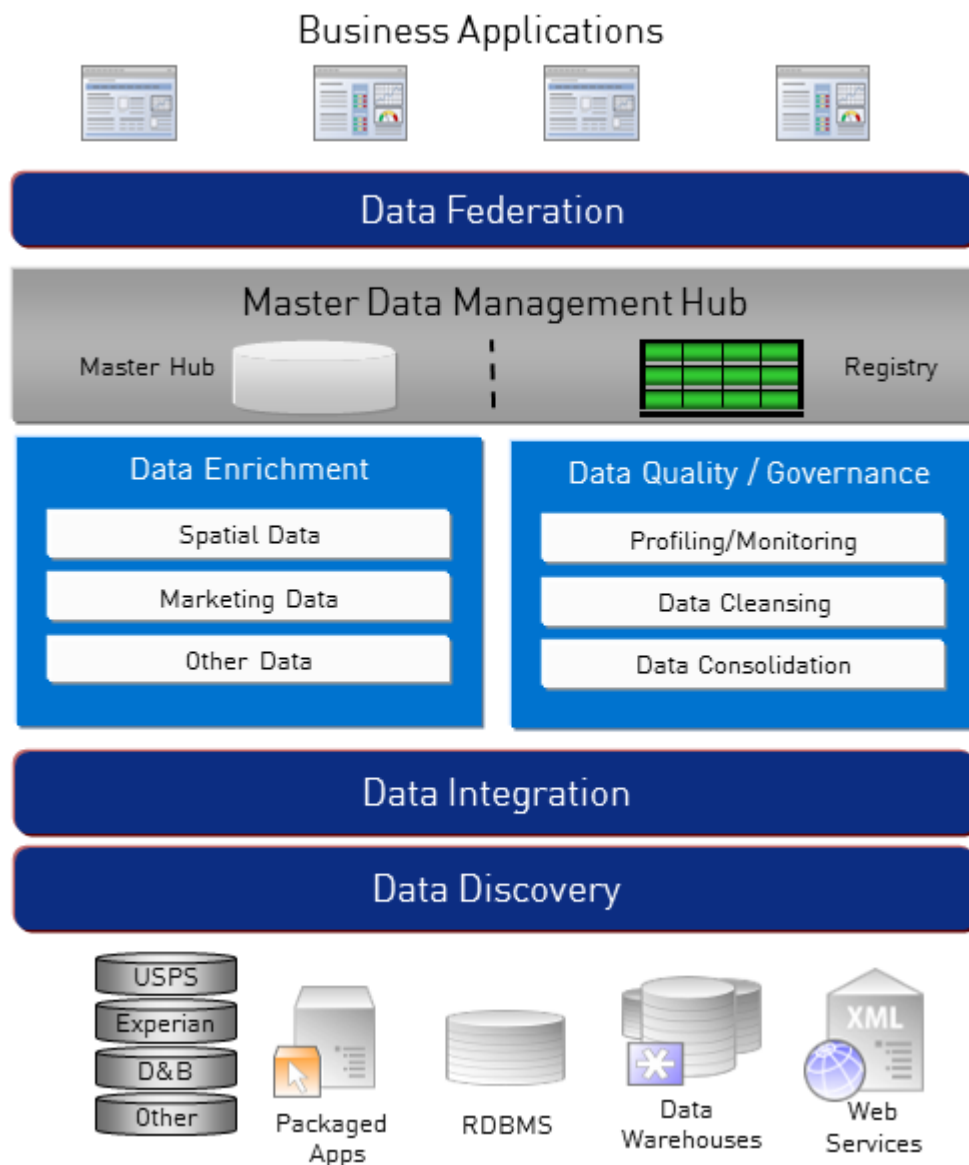 Business Applications
Data Federation
Master Data Management Hub
Master Hub
Registry
Data Enrichment
Spatial Data
Marketing Data
Other Data
Data Quality / Governance
Profiling/Monitoring
Data Cleansing
Data Consolidation
Data Integration
Data Discovery
USPS
Experian
D&B
Other
Packaged
Apps
RDBMS
Data
Warehouses
XML
Web
Services